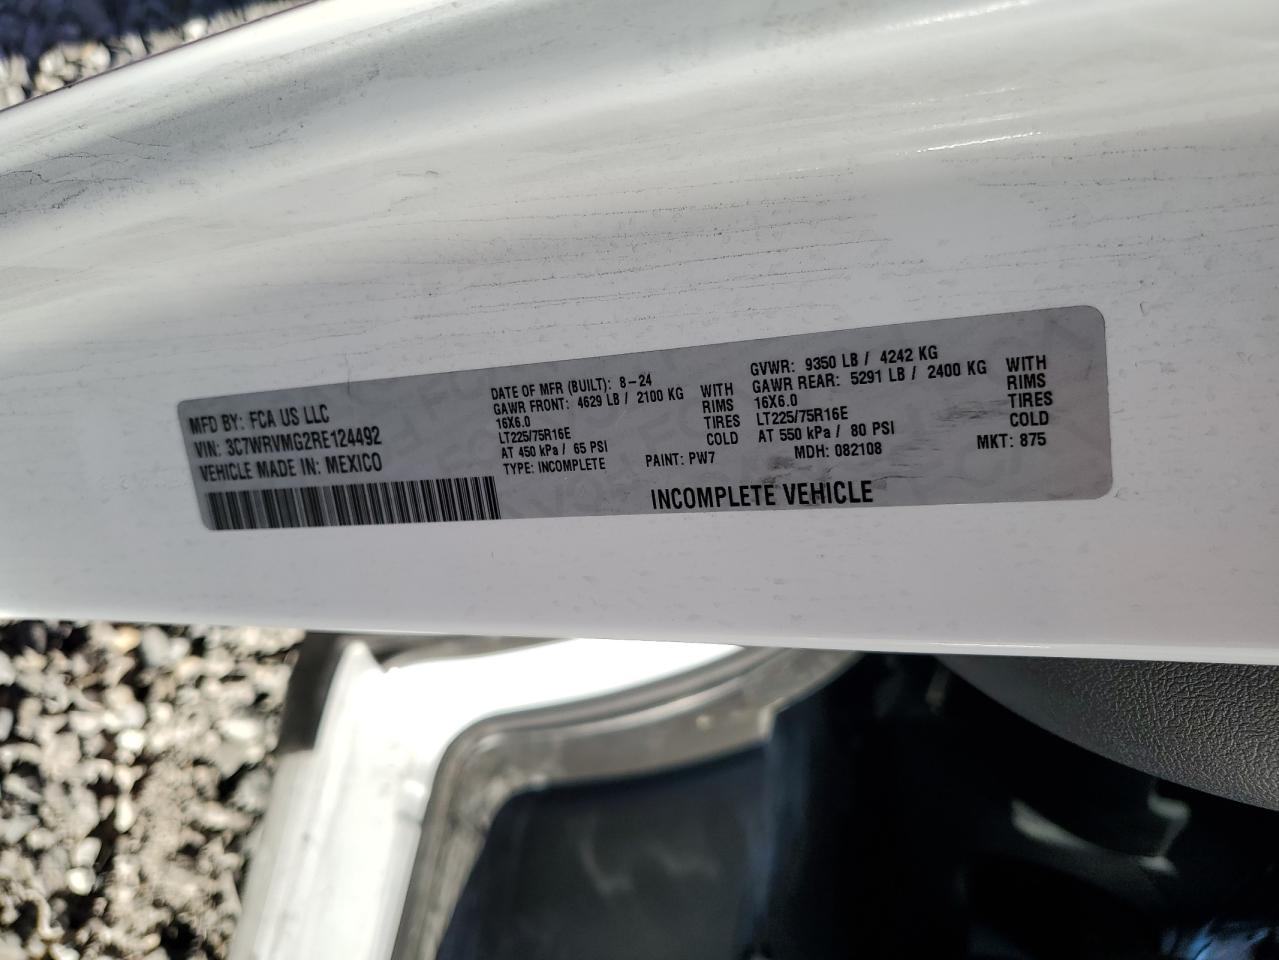 MFD BY: FCA US LLC
VIN: 3C7WRVMG2RE124492
VEHICLE MADE IN: MEXICO
DATE OF MFR (BUILT): 8-24
GAWR FRONT: 4629 LB / 2100 KG WITH
16X6.0 RIMS
LT225/75R16E TIRES
AT 450 kPa / 65 PSI COLD
TYPE: INCOMPLETE PAINT: PW7
GVWR: 9350 LB / 4242 KG
GAWR REAR: 5291 LB / 2400 KG WITH
16X6.0 RIMS
LT225/75R16E TIRES
AT 550 kPa / 80 PSI COLD
MDH: 082108 MKT: 875
INCOMPLETE VEHICLE